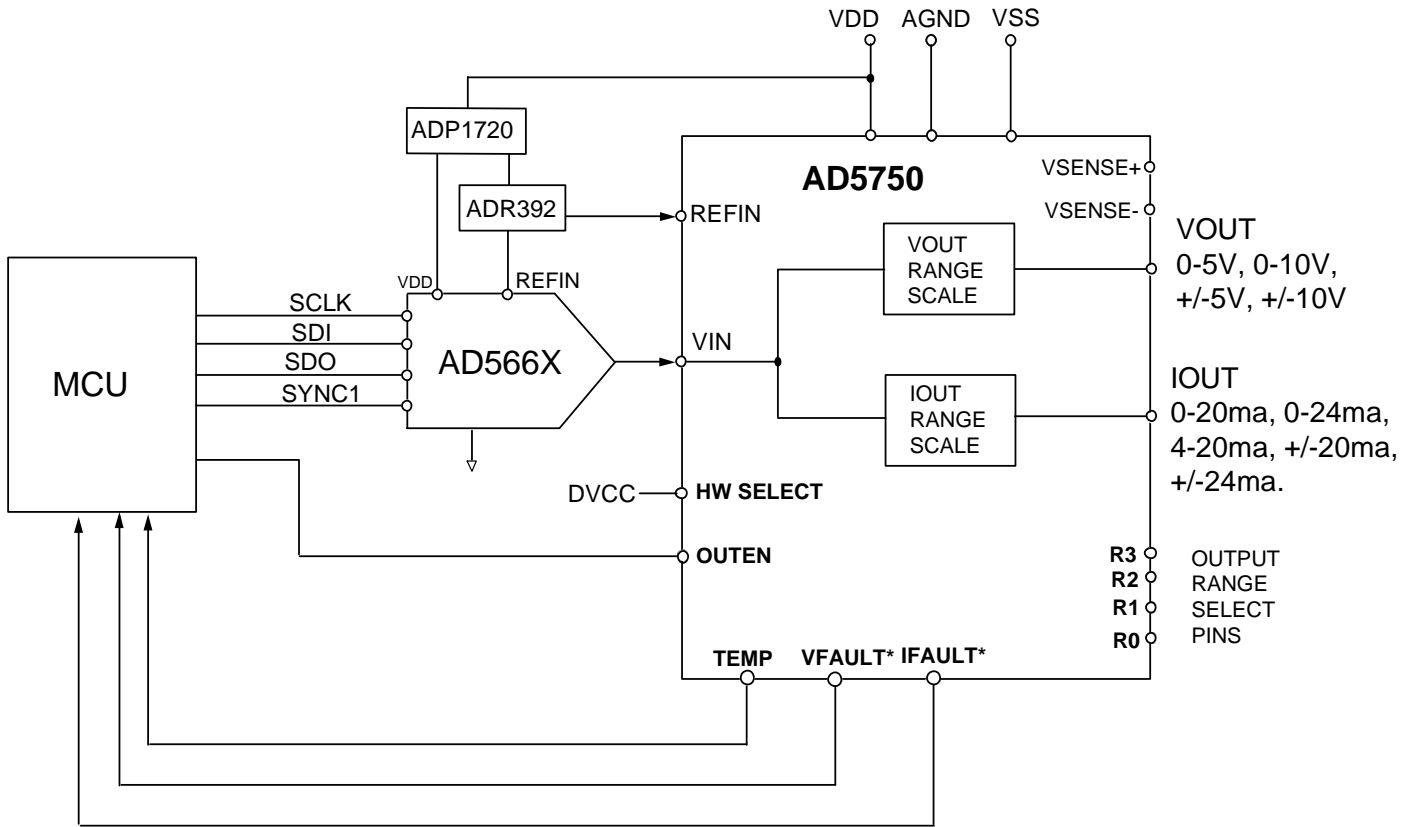 VDD AGND VSS
ADP1720
AD5750
VSENSE+
ADR392
REFIN
VSENSE-
VOUT
0-5V, 0-10V,
+/-5V, +/-10V
VOUT
RANGE
SCALE
VDD REFIN
SCLK
SDI
SDO
SYNC1
MCU
AD566X
VIN
IOUT
RANGE
SCALE
IOUT
0-20ma, 0-24ma,
4-20ma, +/-20ma,
+/-24ma.
DVCC HW SELECT
OUTEN
R3 OUTPUT
R2 RANGE
R1 SELECT
R0 PINS
TEMP VFAULT* IFAULT*